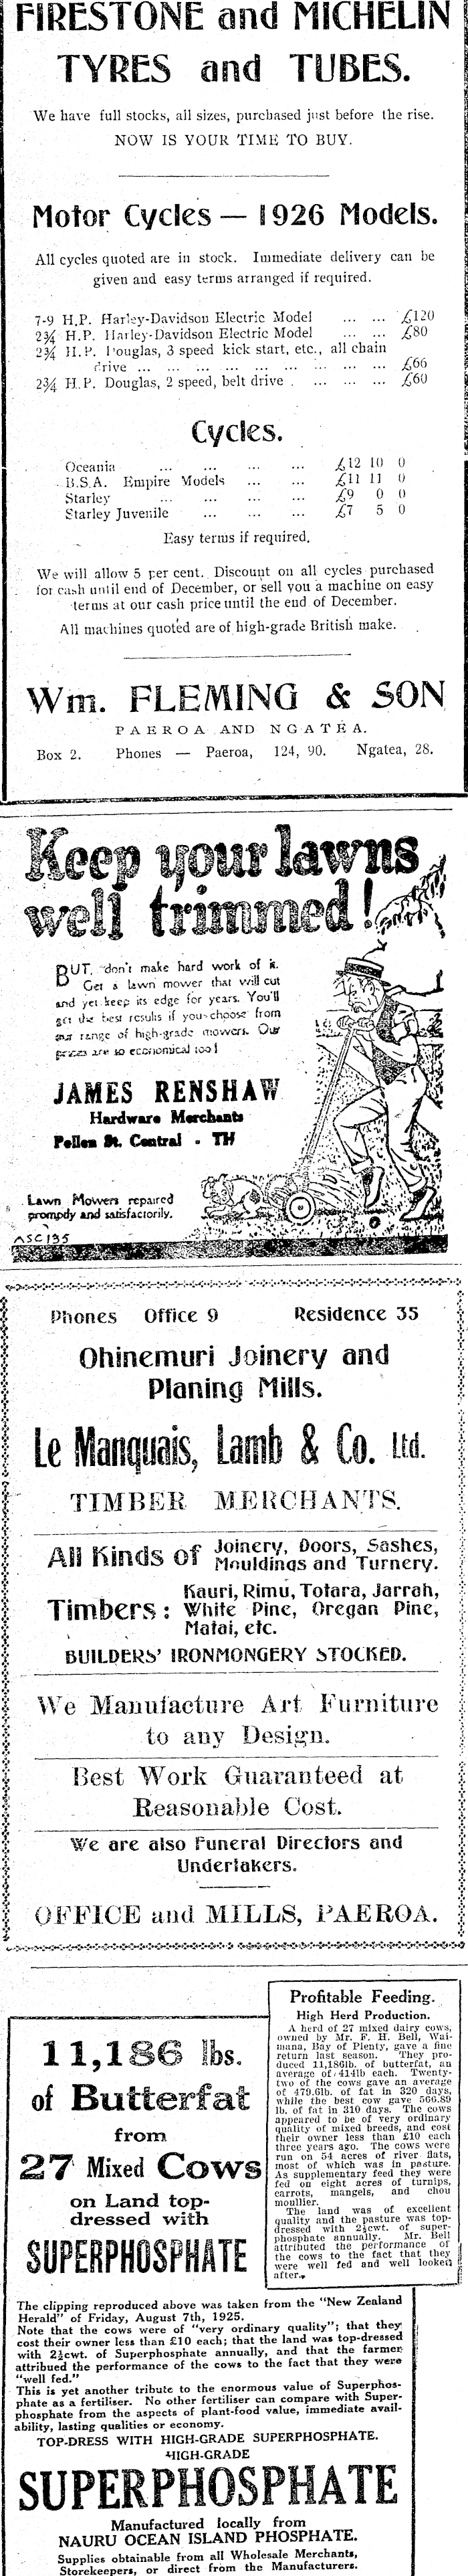 FIRESTONE and MICHELIN
TYRES and TUBES.
We have full stocks, all sizes, purchased just before the rise.
NOW IS YOUR TIME TO BUY.
Motor Cycles — 1926 Models.
All cycles quoted are in stock. Immediate delivery can be
given and easy terms arranged if required.
7-9 H.P. Harley-Davidson Electric Model ... ... £120
2¾ H.P. Harley-Davidson Electric Model ... ... £80
2¾ H.P. Douglas, 3 speed kick start, etc., all chain
drive ... ... ... ... ... ... ... ... £66
2¾ H.P. Douglas, 2 speed, belt drive . ... ... ... £60
Cycles.
Oceania ... ... ... ... £12 10 0
B.S.A. Empire Models ... ... £11 11 0
Starley ... ... ... ... £9 0 0
Starley Juvenile ... ... ... £7 5 0
Easy terms if required.
We will allow 5 per cent. Discount on all cycles purchased
for cash until end of December, or sell you a machine on easy
terms at our cash price until the end of December.
All machines quoted are of high-grade British make.
Wm. FLEMING & SON
PAEROA AND NGATEA.
Box 2. Phones — Paeroa, 124, 90. Ngatea, 28.
Keep your lawns
well trimmed!
BUT, don't make hard work of it.
Get a lawn mower that will cut
and yet keep its edge for years. You'll
get the best results if you choose from
our range of high-grade mowers. Our
prices are so economical too!
JAMES RENSHAW
Hardware Merchants
Pollen St. Central - TH
Lawn Mowers repaired
promptly and satisfactorily.
ASC195
Phones Office 9 Residence 35
Ohinemuri Joinery and
Planing Mills.
Le Manquais, Lamb & Co. Ltd.
TIMBER MERCHANTS.
All Kinds of Joinery, Doors, Sashes,
Mouldings and Turnery.
Timbers: Kauri, Rimu, Totara, Jarrah,
White Pine, Oregan Pine,
Matai, etc.
BUILDERS' IRONMONGERY STOCKED.
We Manufacture Art Furniture
to any Design.
Best Work Guaranteed at
Reasonable Cost.
We are also Funeral Directors and
Undertakers.
OFFICE and MILLS, PAEROA.
11,186 lbs.
of Butterfat
from
27 Mixed Cows
on Land top-
dressed with
SUPERPHOSPHATE
Profitable Feeding.
High Herd Production.
A herd of 27 mixed dairy cows,
owned by Mr. F. H. Bell, Wai-
mana, Bay of Plenty, gave a fine
return last season. They pro-
duced 11,186lb. of butterfat, an
average of 414lb each. Twenty-
two of the cows gave an average
of 479.6lb. of fat in 320 days,
while the best cow gave 566.89
lb. of fat in 310 days. The cows
appeared to be of very ordinary
quality of mixed breeds, and cost
their owner less than £10 each
three years ago. The cows were
run on 54 acres of river flats,
most of which was in pasture.
As supplementary feed they were
fed on eight acres of turnips,
carrots, mangels, and chou
moullier.
The land was of excellent
quality and the pasture was top-
dressed with 2½cwt. of super-
phosphate annually. Mr. Bell
attributed the performance of
the cows to the fact that they
were well fed and well looked
after.
The clipping reproduced above was taken from the "New Zealand
Herald" of Friday, August 7th, 1925.
Note that the cows were of "very ordinary quality"; that they
cost their owner less than £10 each; that the land was top-dressed
with 2½cwt. of Superphosphate annually, and that the farmer
attribued the performance of the cows to the fact that they were
"well fed."
This is yet another tribute to the enormous value of Superphos-
phate as a fertiliser. No other fertiliser can compare with Super-
phosphate from the aspects of plant-food value, immediate avail-
ability, lasting qualities or economy.
TOP-DRESS WITH HIGH-GRADE SUPERPHOSPHATE.
HIGH-GRADE
SUPERPHOSPHATE
Manufactured locally from
NAURU OCEAN ISLAND PHOSPHATE.
Supplies obtainable from all Wholesale Merchants,
Storekeepers, or direct from the Manufacturers.